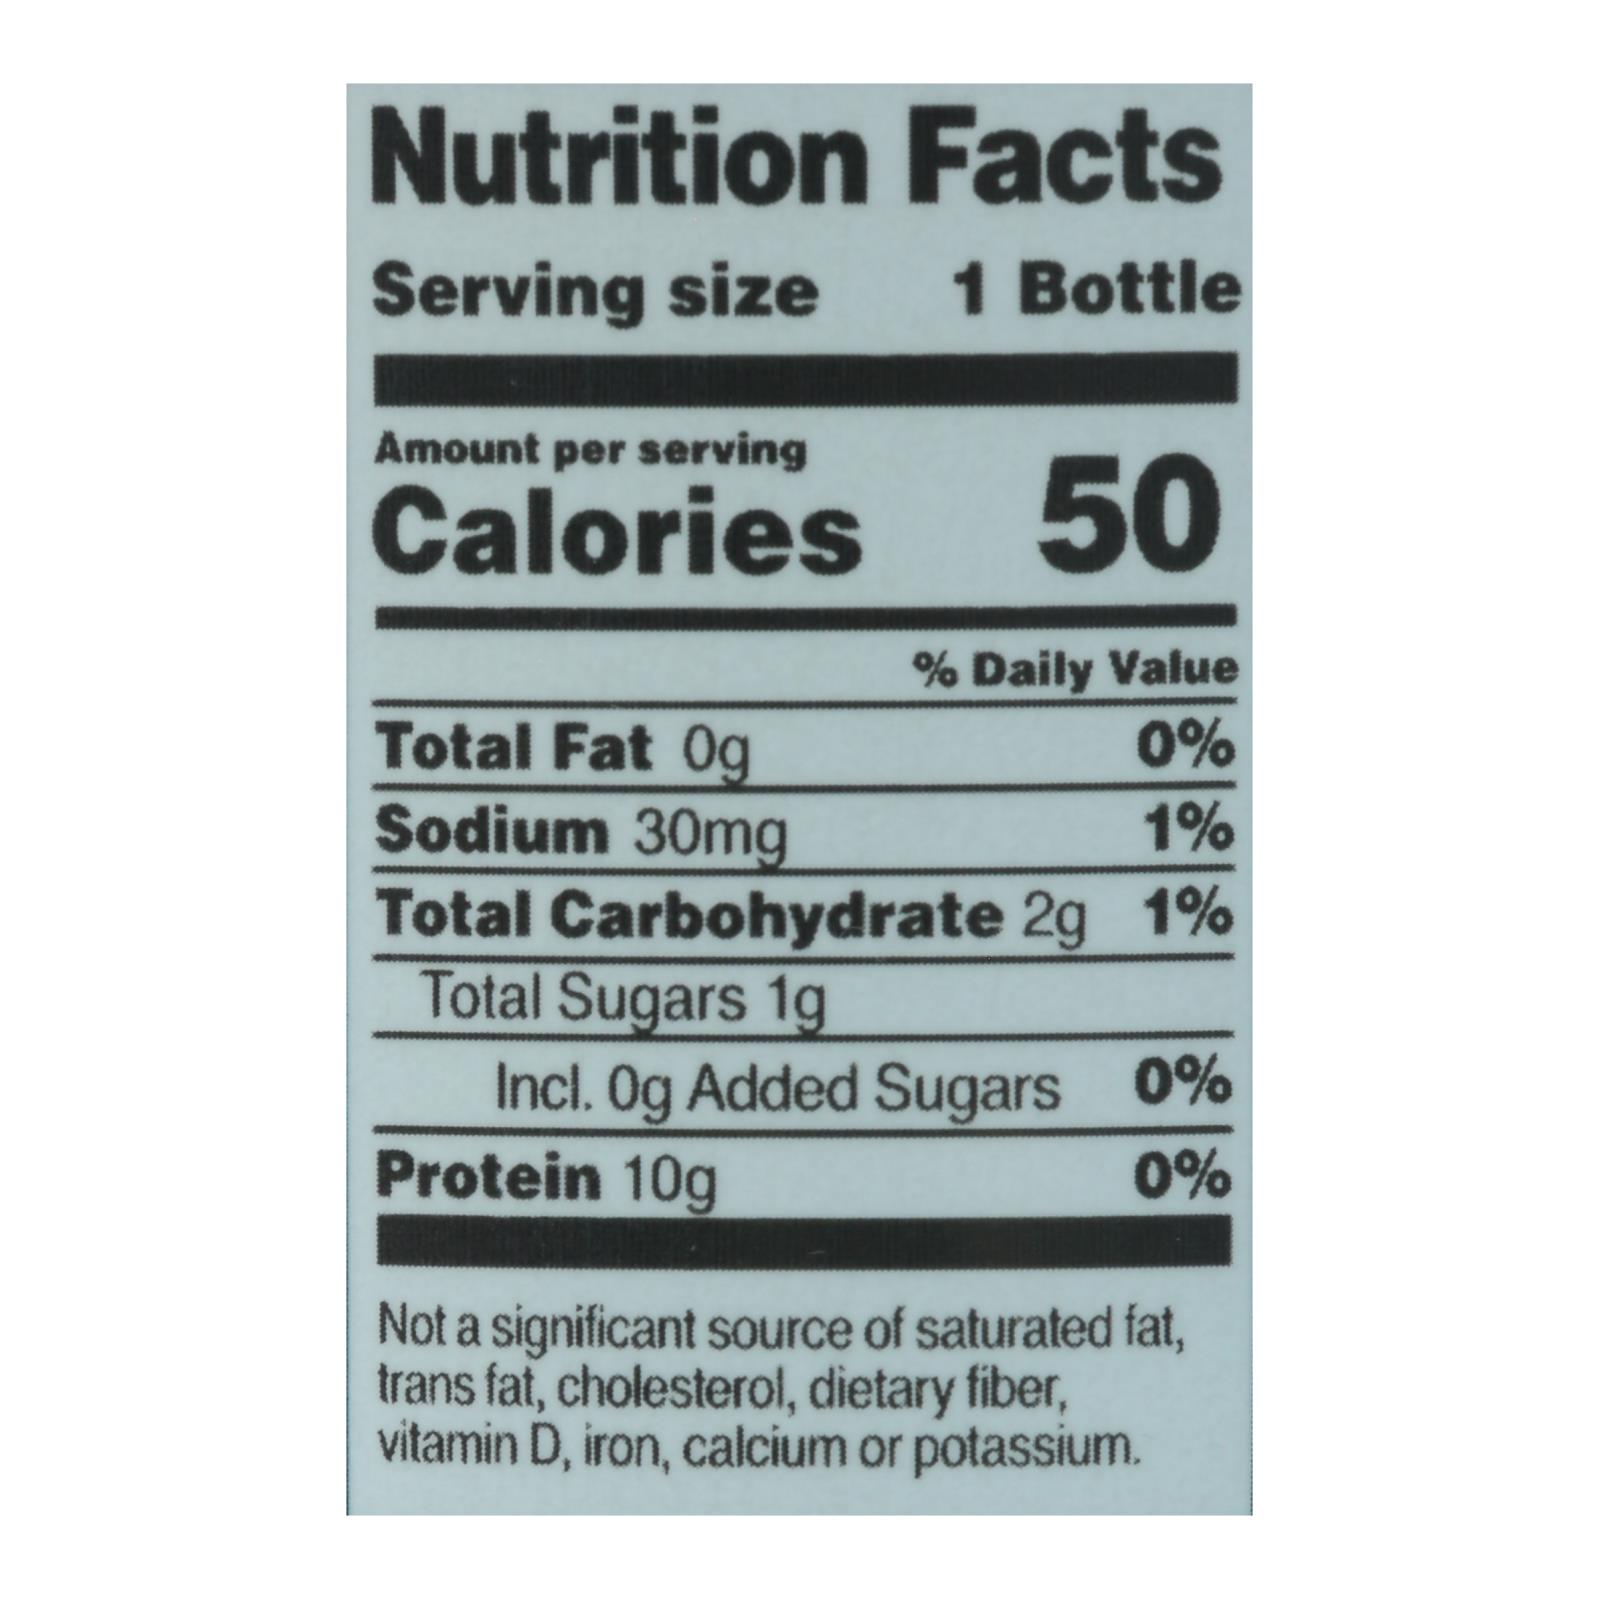 Nutrition Facts
Serving size 1 Bottle
Amount per serving
Calories 50
% Daily Value
Total Fat 0g 0%
Sodium 30mg 1%
Total Carbohydrate 2g 1%
Total Sugars 1g
Incl. 0g Added Sugars 0%
Protein 10g 0%
Not a significant source of saturated fat,
trans fat, cholesterol, dietary fiber,
vitamin D, iron, calcium or potassium.